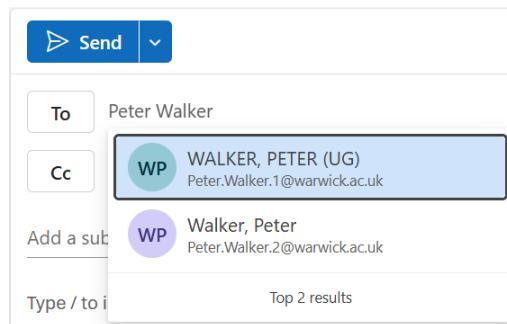 Send
To Peter Walker
WP WALKER, PETER (UG)
Peter.Walker.1@warwick.ac.uk
Cc
WP Walker, Peter
Peter.Walker.2@warwick.ac.uk
Add a sub
Top 2 results
Type / to i